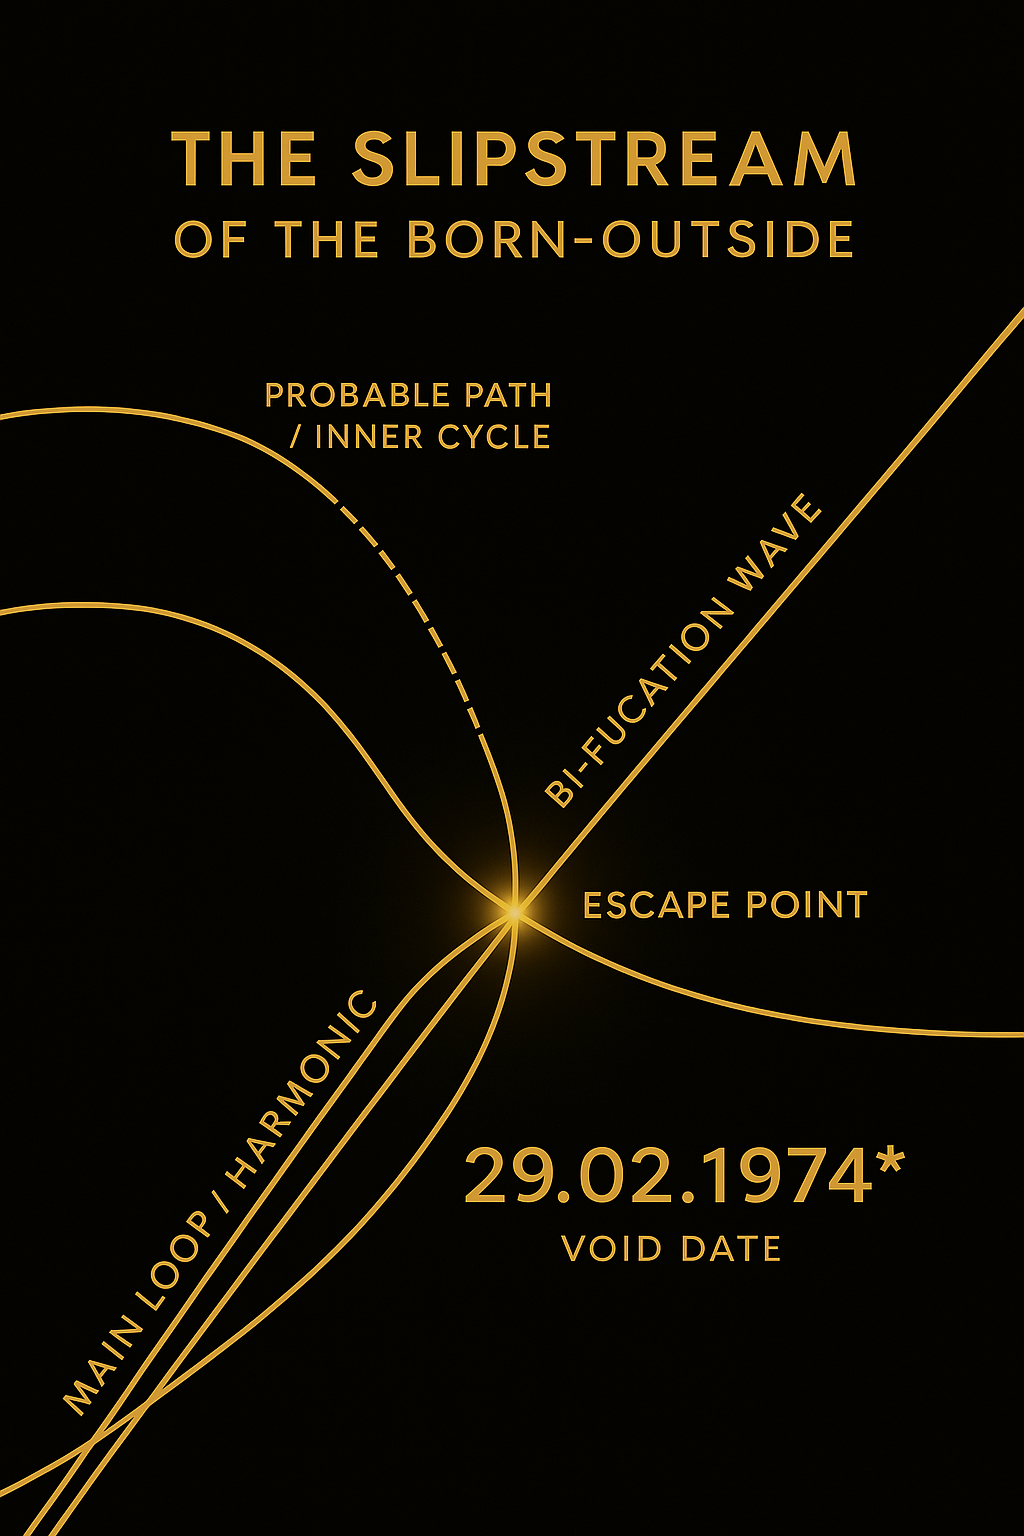 THE SLIPSTREAM
OF THE BORN-OUTSIDE
PROBABLE PATH
/ INNER CYCLE
BI-FUCATION WAVE
ESCAPE POINT
MAIN LOOP / HARMONIC
29.02.1974*
VOID DATE